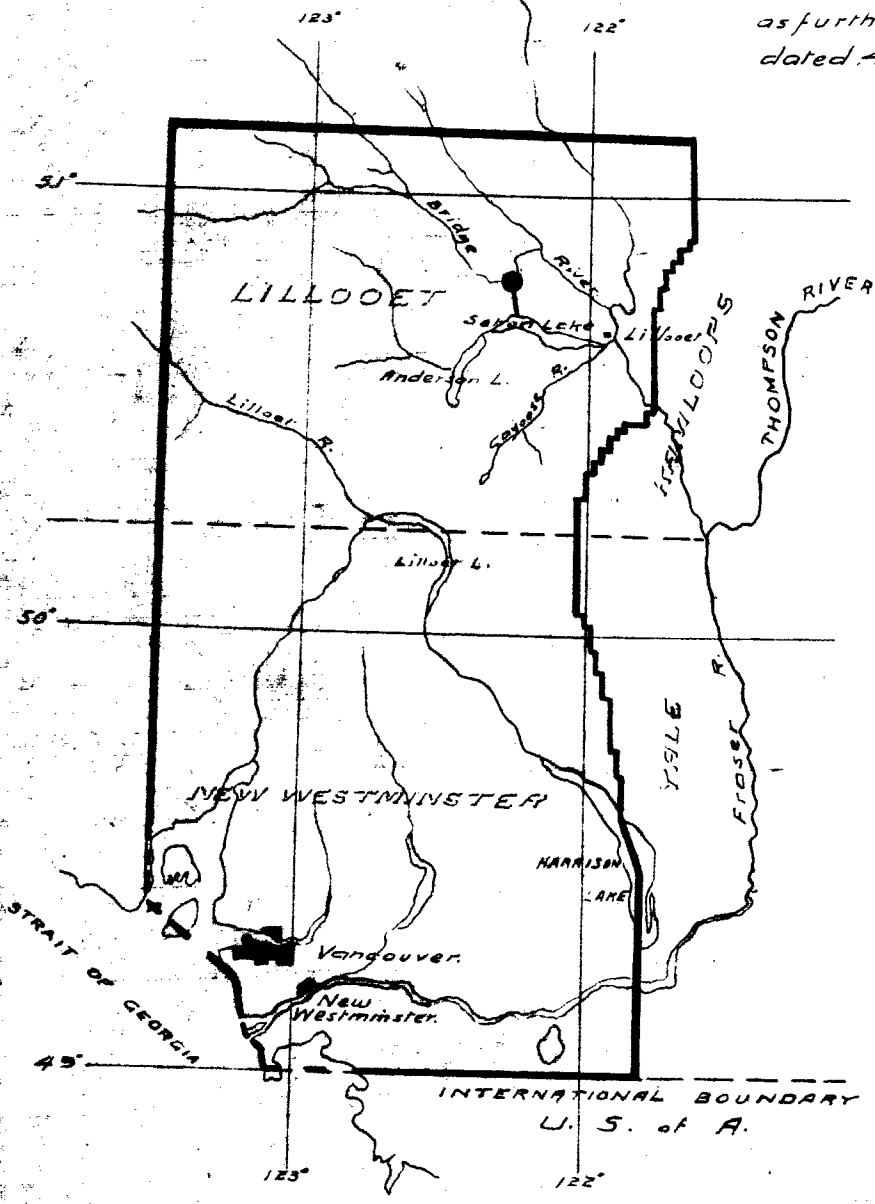 123°
122°
as furth
dated A
51°
Bridge
River
RIVER
LILLOOET
Seton Lake
Lillooet
THOMPSON
KAMLOOPS
Anderson L.
Cayoosh R.
Lillooet R.
Lillooet L.
50°
R.
YALE
Fraser
NEW WESTMINSTER
HARRISON
LAKE
STRAIT OF GEORGIA
Vancouver.
New
Westminster.
49°
INTERNATIONAL BOUNDARY
U. S. of A.
123°
122°